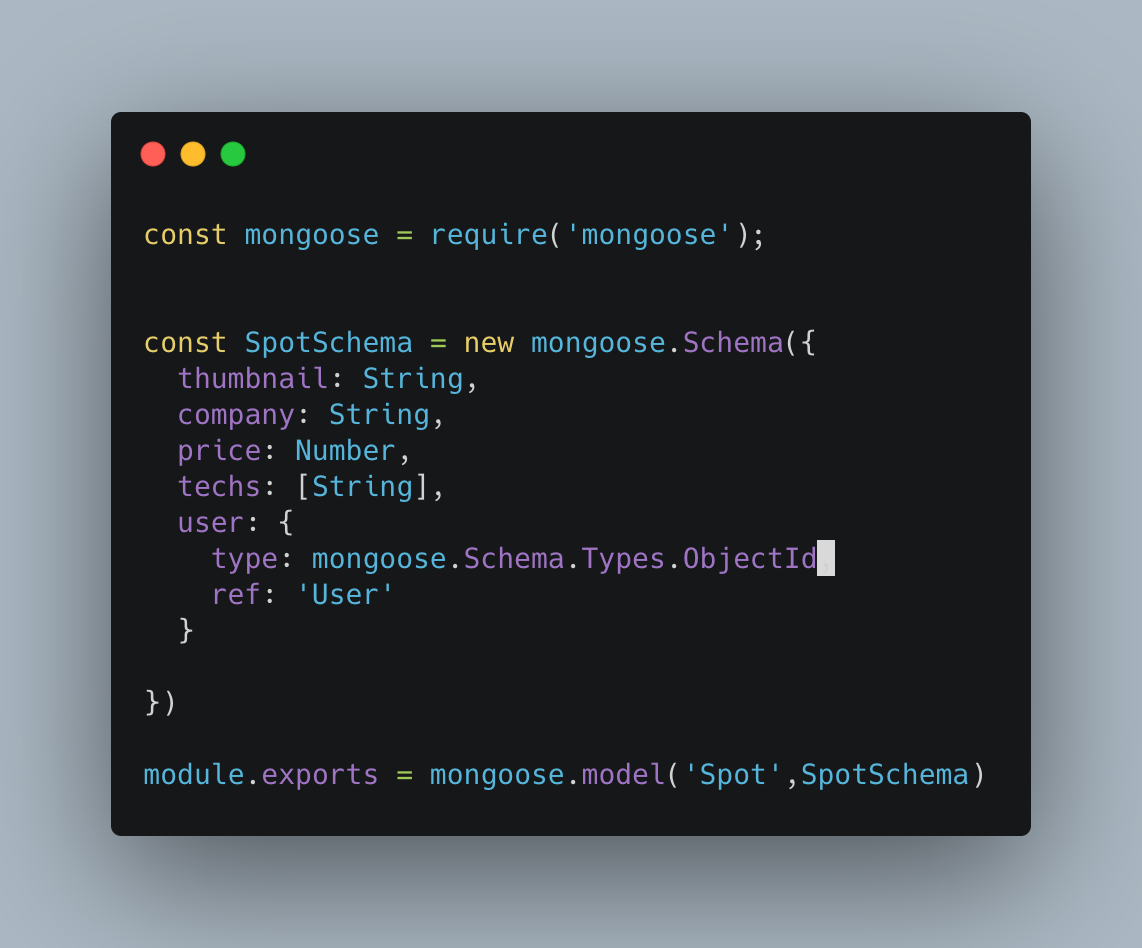 const mongoose = require('mongoose');
const SpotSchema = new mongoose.Schema({
  thumbnail: String,
  company: String,
  price: Number,
  techs: [String],
  user: {
    type: mongoose.Schema.Types.ObjectId,
    ref: 'User'
  }
})
module.exports = mongoose.model('Spot',SpotSchema)